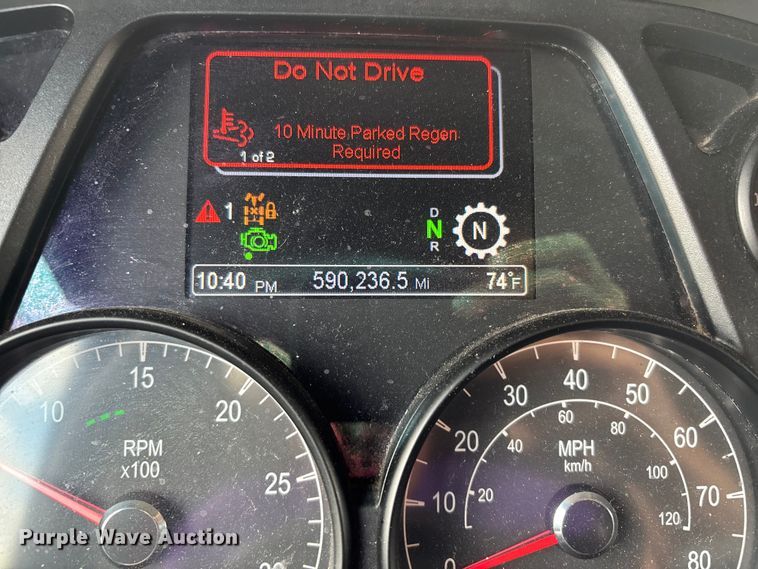 Do Not Drive
10 Minute Parked Regen
Required
1 of 2
1
D
N
R
N
10:40 PM 590,236.5 Mi 74°F
10 15 20 25
RPM
x100
0 10 20 30 40 50 60 70 80
MPH
km/h
20 40 60 80 100 120
Purple Wave Auction